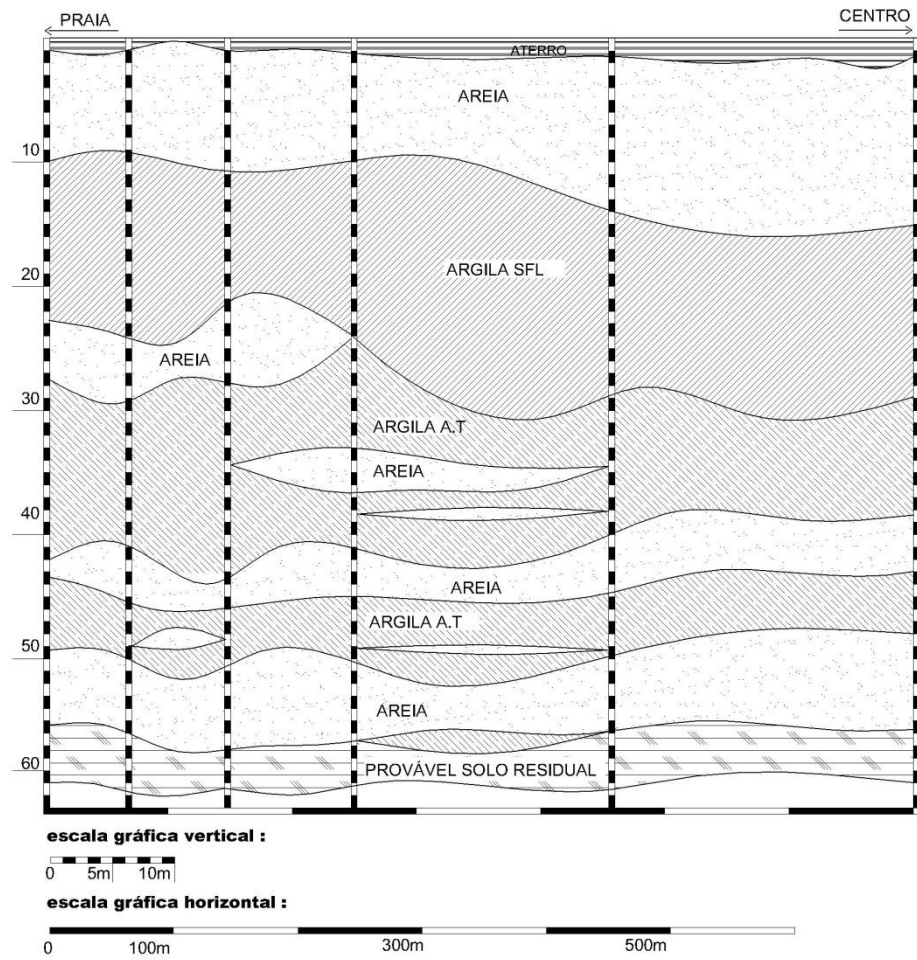 PRAIA
CENTRO
ATERRO
AREIA
10
ARGILA SFL
20
AREIA
30
ARGILA A.T
AREIA
40
AREIA
ARGILA A.T
50
AREIA
60
PROVÁVEL SOLO RESIDUAL
escala gráfica vertical :
0 5m 10m
escala gráfica horizontal :
0 100m 300m 500m